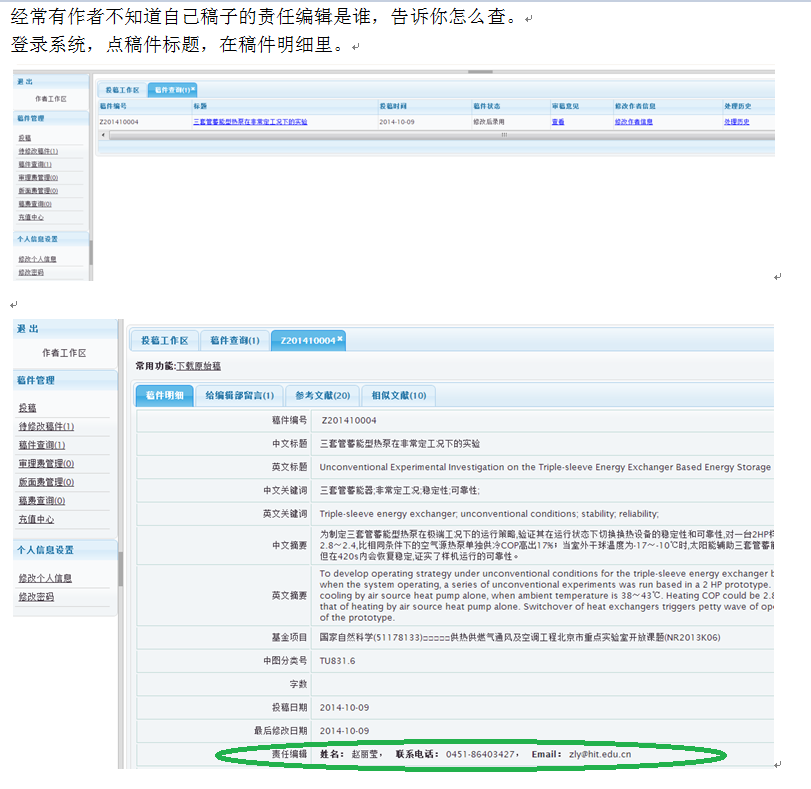 经常有作者不知道自己稿子的责任编辑是谁，告诉你怎么查。
登录系统，点稿件标题，在稿件明细里。
退 出
作者工作区
稿件管理
投稿
待修改稿件(1)
稿件查询(1)
审理费管理(0)
版面费管理(0)
稿费查询(0)
充值中心
个人信息设置
修改个人信息
修改密码
投稿工作区 稿件查询(1)
稿件编号 标题 投稿时间 稿件状态 审稿意见 修改作者信息 处理历史
Z201410004 三套管蓄能型热泵在非常定工况下的实验 2014-10-09 修改后录用 查看 修改作者信息 处理历史
退 出
作者工作区
稿件管理
投稿
待修改稿件(1)
稿件查询(1)
审理费管理(0)
版面费管理(0)
稿费查询(0)
充值中心
个人信息设置
修改个人信息
修改密码
投稿工作区 稿件查询(1) Z201410004
常用功能:下载原始稿
稿件明细 给编辑部留言(1) 参考文献(20) 相似文献(10)
稿件编号 Z201410004
中文标题 三套管蓄能型热泵在非常定工况下的实验
英文标题 Unconventional Experimental Investigation on the Triple-sleeve Energy Exchanger Based Energy Storage
中文关键词 三套管蓄能器;非常定工况;稳定性;可靠性;
英文关键词 Triple-sleeve energy exchanger; unconventional conditions; stability; reliability;
中文摘要 为制定三套管蓄能型热泵在极端工况下的运行策略,验证其在运行状态下切换换热设备的稳定性和可靠性,对一台2HP样
2.8~2.4,比相同条件下的空气源热泵单独供冷COP高出17%；当室外干球温度为-17~-10℃时,太阳能辅助三套管蓄
但在420s内会恢复稳定,证实了样机运行的可靠性。
英文摘要 To develop operating strategy under unconventional conditions for the triple-sleeve energy exchanger b
when the system operating, a series of unconventional experiments was run based in a 2 HP prototype.
cooling by air source heat pump alone, when ambient temperature is 38~43℃. Heating COP could be 2.8
that of heating by air source heat pump alone. Switchover of heat exchangers triggers petty wave of ope
of the prototype.
基金项目 国家自然科学(51178133)□□□□□供热供燃气通风及空调工程北京市重点实验室开放课题(NR2013K06)
中图分类号 TU831.6
字数
投稿日期 2014-10-09
最后修改日期 2014-10-09
责任编辑 姓名： 赵丽莹， 联系电话： 0451-86403427， Email： zly@hit.edu.cn